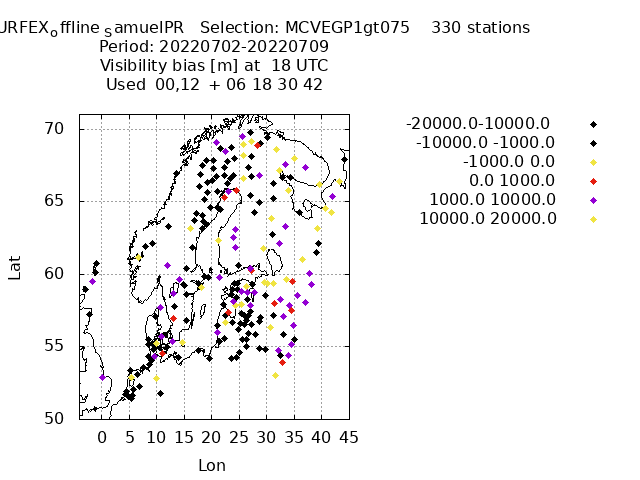 URFEXoffline samuelPR Selection: MCVEGP1gt075 330 stations
Period: 20220702-20220709
Visibility bias [m] at 18 UTC
Used 00,12 + 06 18 30 42
-20000.0-10000.0
-10000.0 -1000.0
-1000.0 0.0
0.0 1000.0
1000.0 10000.0
10000.0 20000.0
70
65
60
55
50
Lat
0 5 10 15 20 25 30 35 40 45
Lon